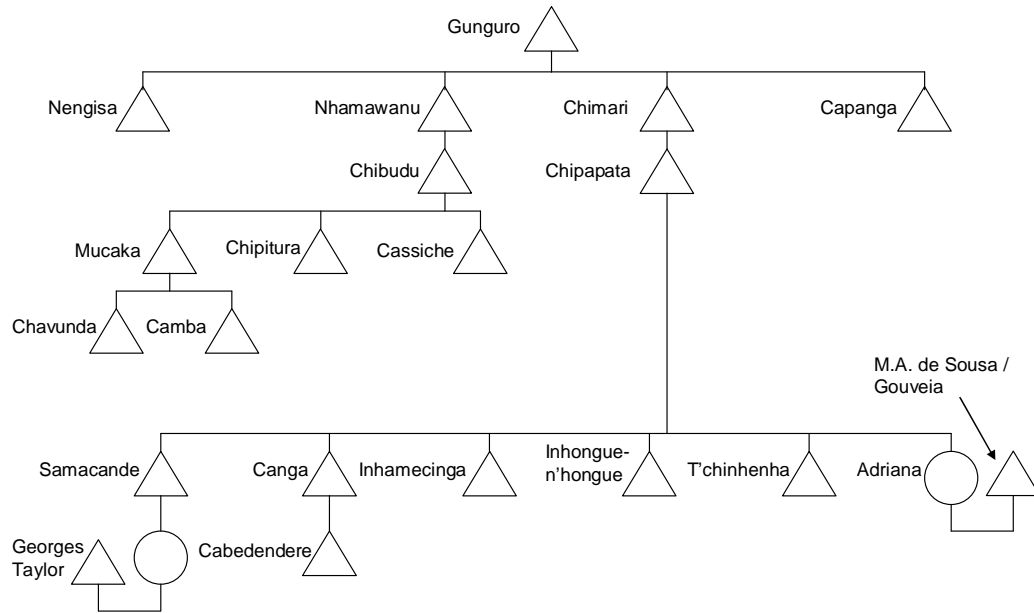 Gunguro
Nengisa
Nhamawanu
Chimari
Capanga
Chibudu
Chipapata
Mucaka
Chipitura
Cassiche
Chavunda
Camba
M.A. de Sousa /
Gouveia
Samacande
Canga
Inhamecinga
Inhongue-
n'hongue
T'chinhenha
Adriana
Georges
Taylor
Cabedendere